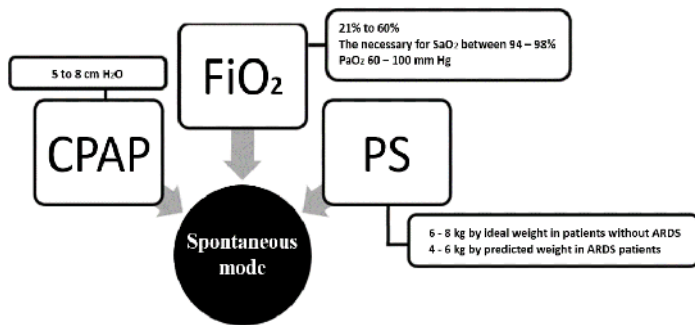 21% to 60%
The necessary for SaO₂ between 94 – 98%
PaO₂ 60 – 100 mm Hg
FiO₂
5 to 8 cm H₂O
CPAP
PS
Spontaneous
mode
6 - 8 kg by ideal weight in patients without ARDS
4 - 6 kg by predicted weight in ARDS patients